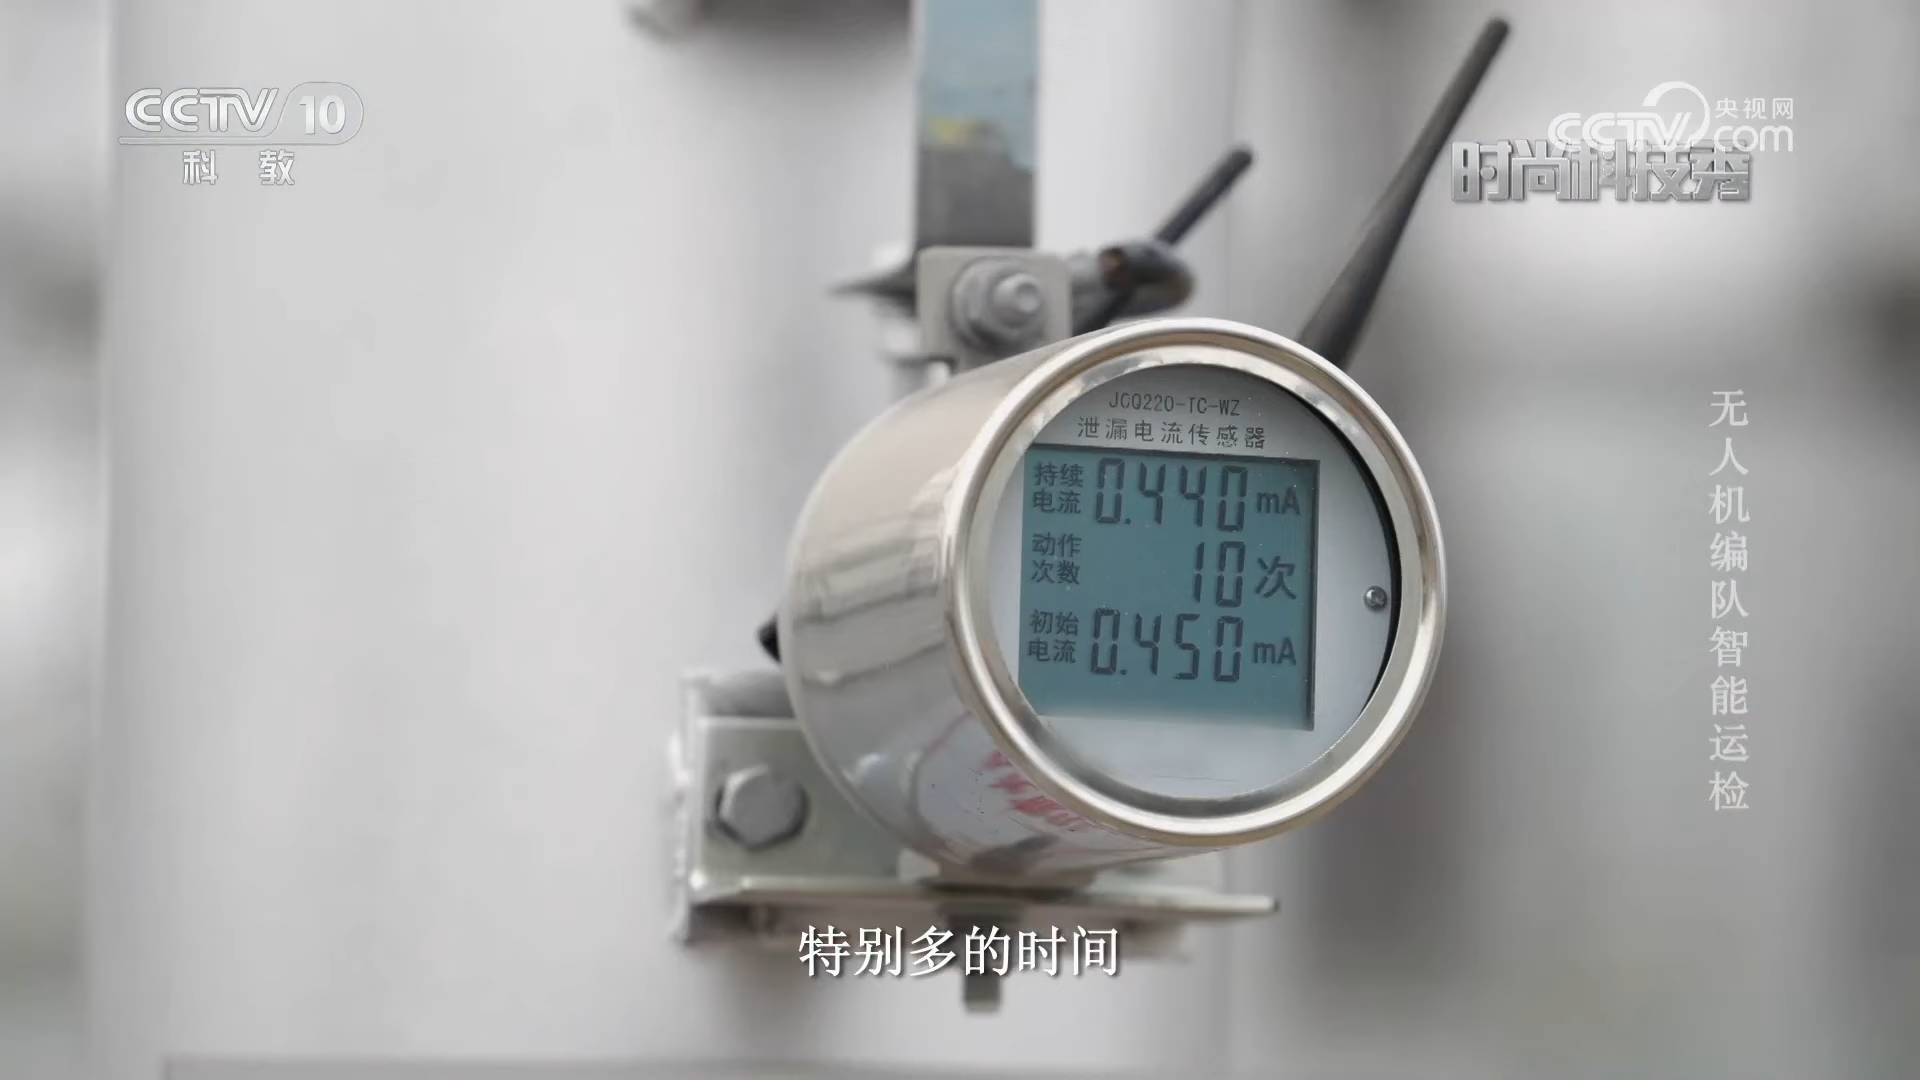 CCTV 10
科教
央视网
CCTV.com
时尚科技秀
JCQ220-TC-WZ
泄漏电流传感器
持续电流 0.440 mA
动作次数 10 次
初始电流 0.450 mA
无人机编队智能运检
特别多的时间